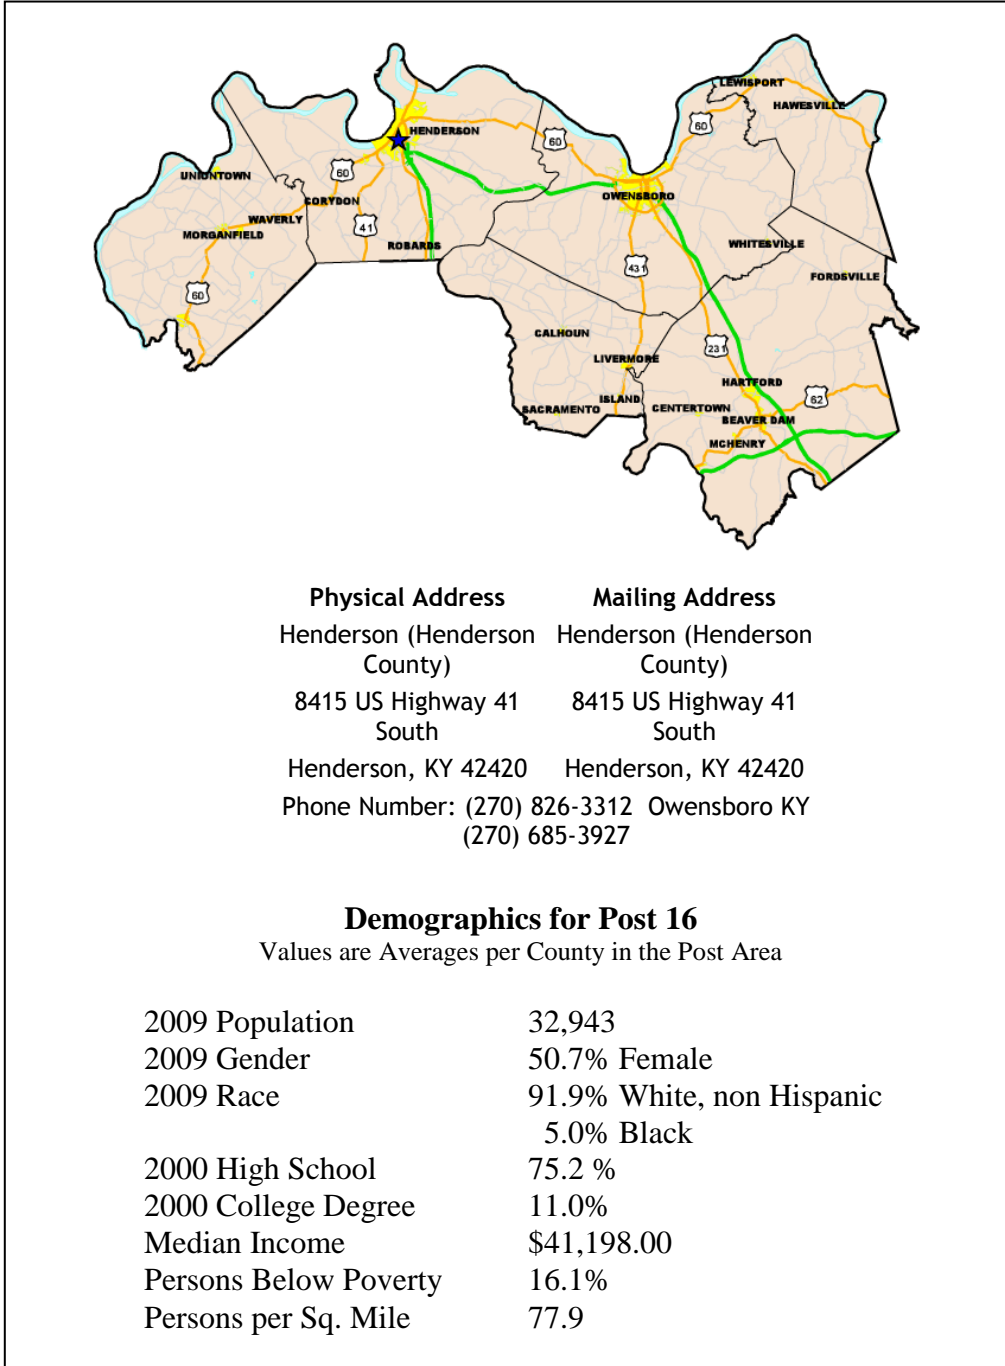 LEWISPORT
HAWESVILLE
60
HENDERSON
60
60
UNIONTOWN
OWENSBORO
CORYDON
WAVERLY
41
MORGANFIELD
ROBARDS
WHITESVILLE
431
FORDSVILLE
60
CALHOUN
231
LIVERMORE
HARTFORD
62
ISLAND
SACRAMENTO
CENTERTOWN
BEAVER DAM
MCHENRY
Physical Address Mailing Address
Henderson (Henderson Henderson (Henderson
County) County)
8415 US Highway 41 8415 US Highway 41
South South
Henderson, KY 42420 Henderson, KY 42420
Phone Number: (270) 826-3312 Owensboro KY
(270) 685-3927
Demographics for Post 16
Values are Averages per County in the Post Area
2009 Population 32,943
2009 Gender 50.7% Female
2009 Race 91.9% White, non Hispanic
5.0% Black
2000 High School 75.2 %
2000 College Degree 11.0%
Median Income $41,198.00
Persons Below Poverty 16.1%
Persons per Sq. Mile 77.9